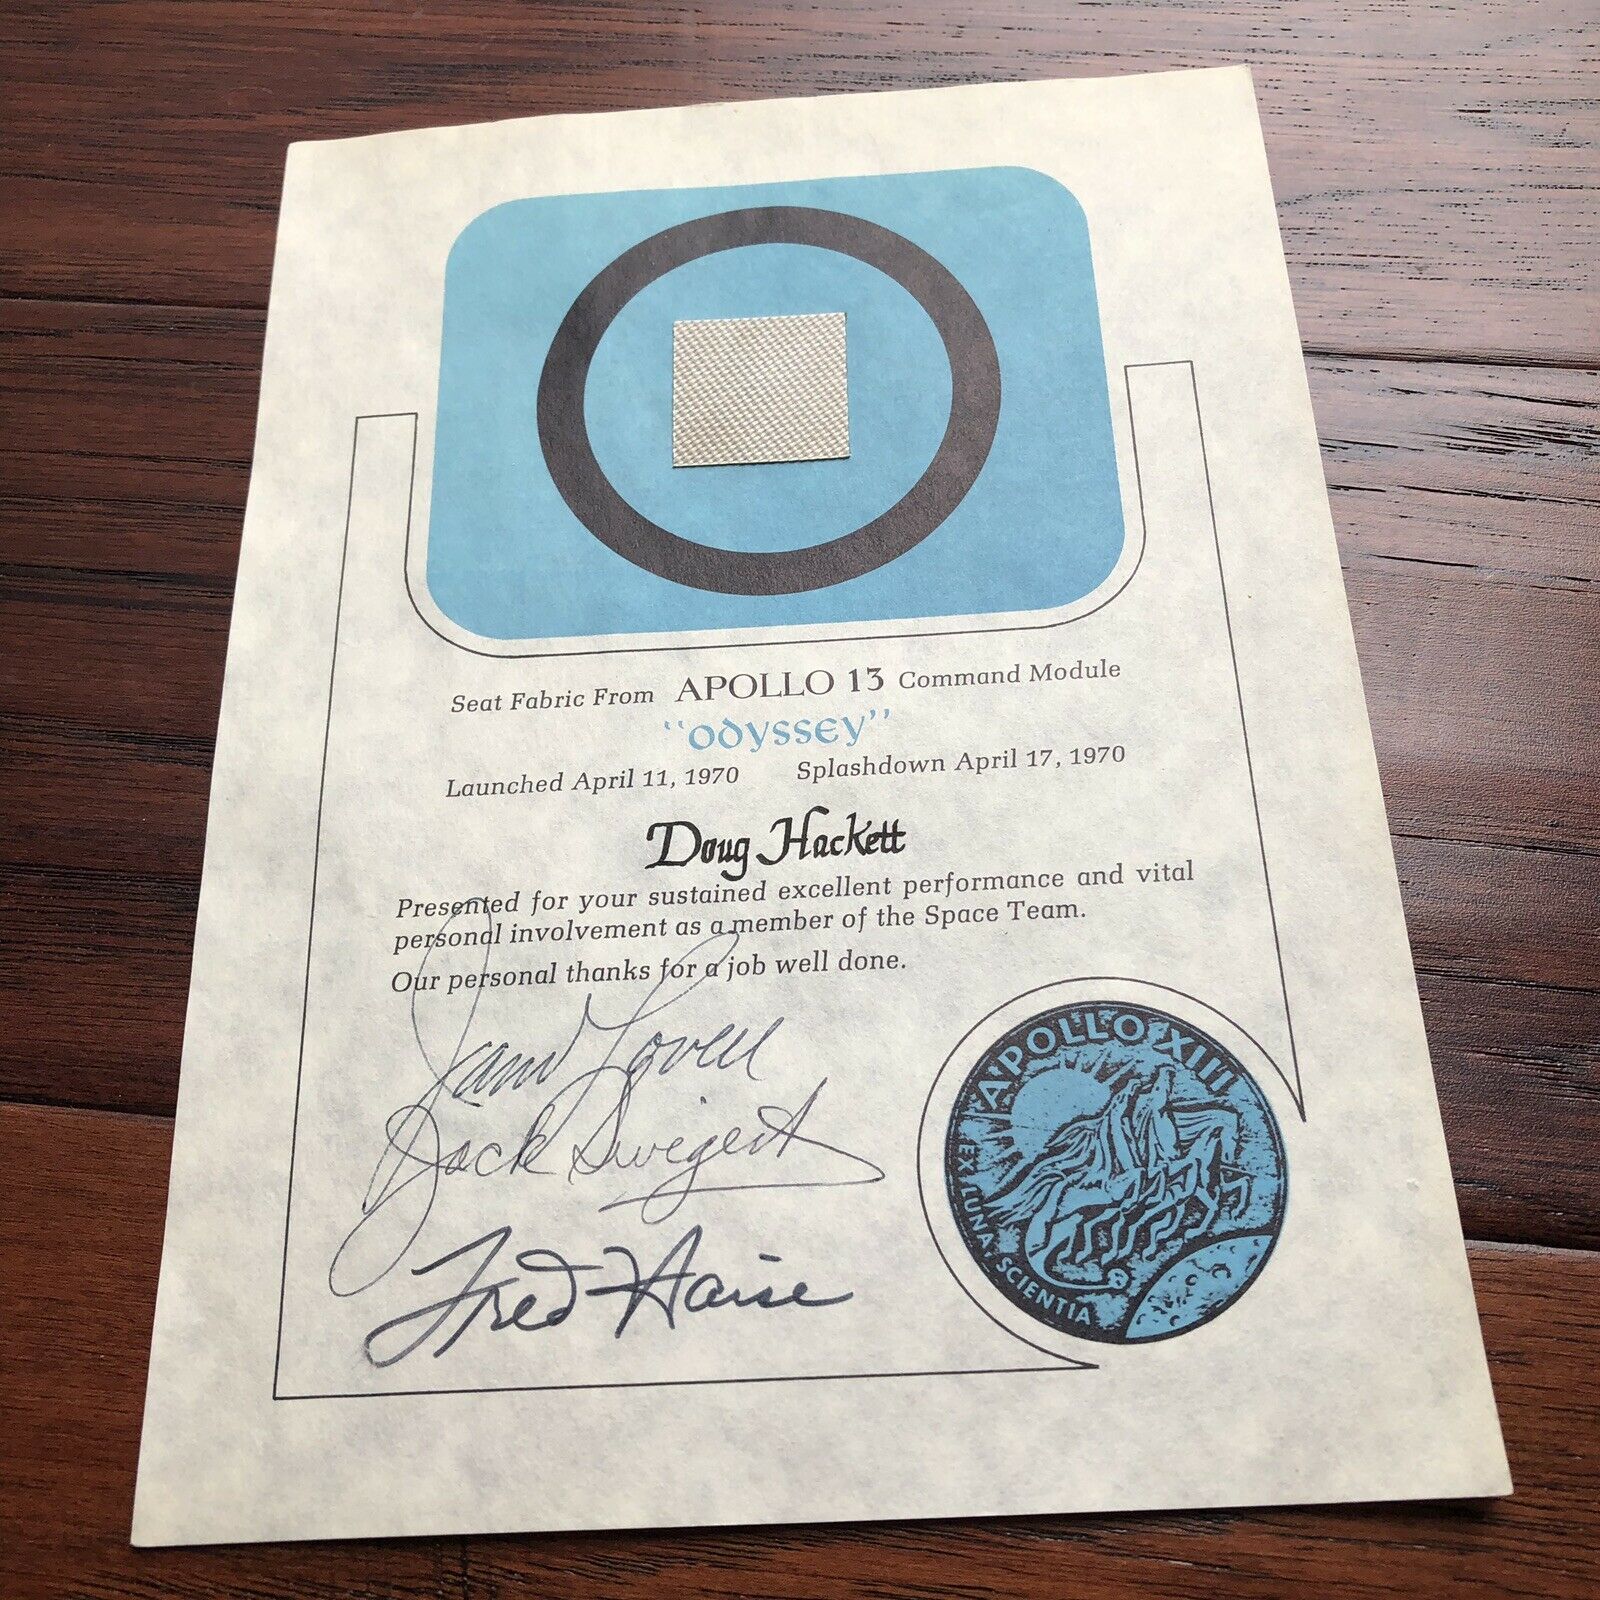 Seat Fabric From APOLLO 13 Command Module
"Odyssey"
Launched April 11, 1970 Splashdown April 17, 1970
Doug Hackett
Presented for your sustained excellent performance and vital
personal involvement as a member of the Space Team.
Our personal thanks for a job well done.
James Lovell
Jack Swigert
Fred Haise
APOLLO XIII
EX LUNA, SCIENTIA